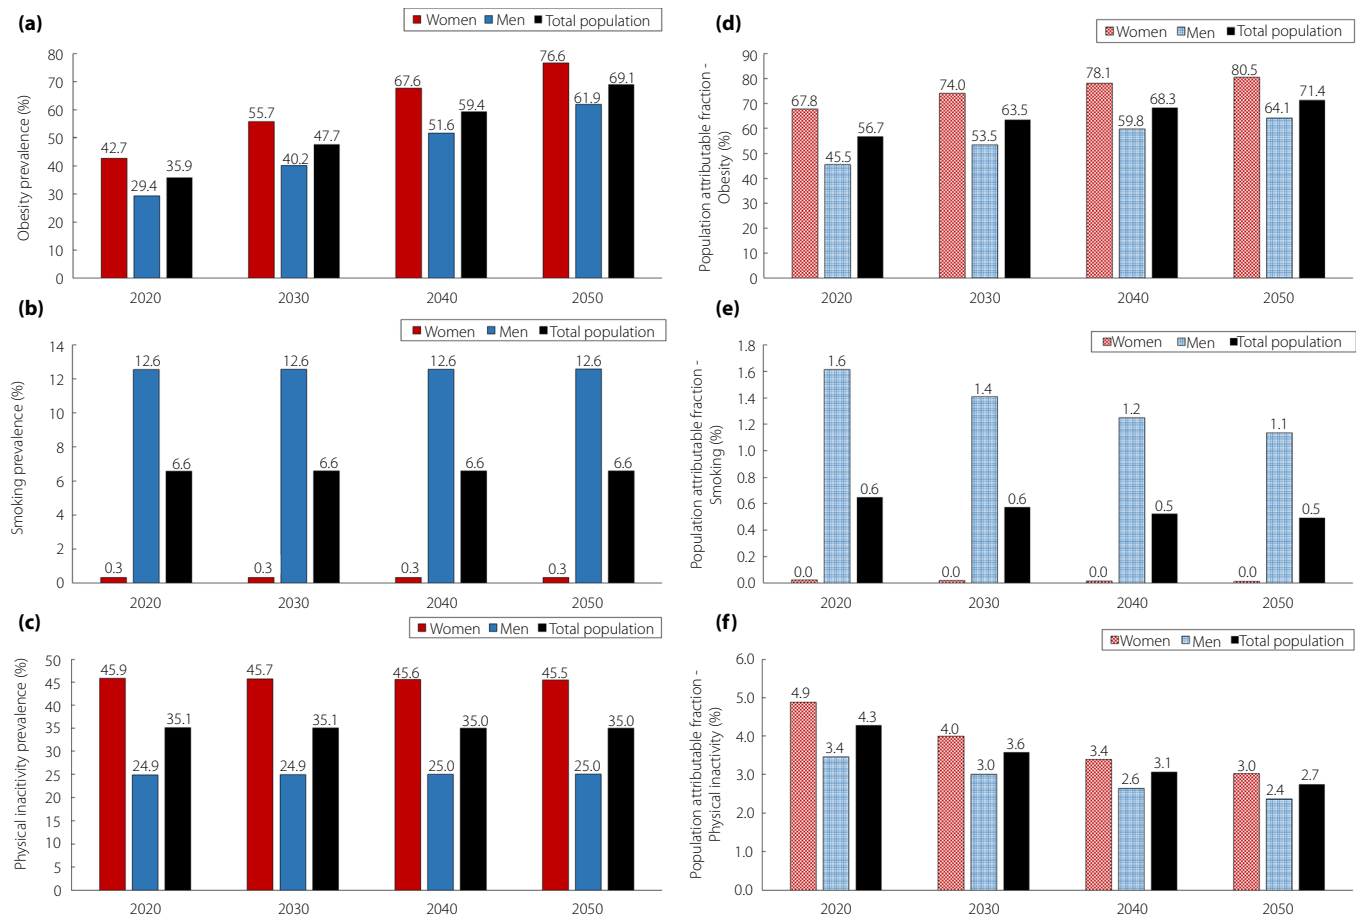 (a)
Women Men Total population
Obesity prevalence (%)
80
70
60
50
40
30
20
10
0
42.7 29.4 35.9
55.7 40.2 47.7
67.6 51.6 59.4
76.6 61.9 69.1
2020 2030 2040 2050
(b)
Women Men Total population
Smoking prevalence (%)
14
12
10
8
6
4
2
0
0.3 12.6 6.6
0.3 12.6 6.6
0.3 12.6 6.6
0.3 12.6 6.6
2020 2030 2040 2050
(c)
Women Men Total population
Physical inacitivity prevalence (%)
50
45
40
35
30
25
20
15
10
5
0
45.9 24.9 35.1
45.7 24.9 35.1
45.6 25.0 35.0
45.5 25.0 35.0
2020 2030 2040 2050
(d)
Women Men Total population
Population attributable fraction -
Obesity (%)
90
80
70
60
50
40
30
20
10
0
67.8 45.5 56.7
74.0 53.5 63.5
78.1 59.8 68.3
80.5 64.1 71.4
2020 2030 2040 2050
(e)
Women Men Total population
Population attributable fraction -
Smoking (%)
1.8
1.6
1.4
1.2
1.0
0.8
0.6
0.4
0.2
0.0
0.0 1.6 0.6
0.0 1.4 0.6
0.0 1.2 0.5
0.0 1.1 0.5
2020 2030 2040 2050
(f)
Women Men Total population
Population attributable fraction -
Physical inactivity (%)
6.0
5.0
4.0
3.0
2.0
1.0
0.0
4.9 3.4 4.3
4.0 3.0 3.6
3.4 2.6 3.1
3.0 2.4 2.7
2020 2030 2040 2050